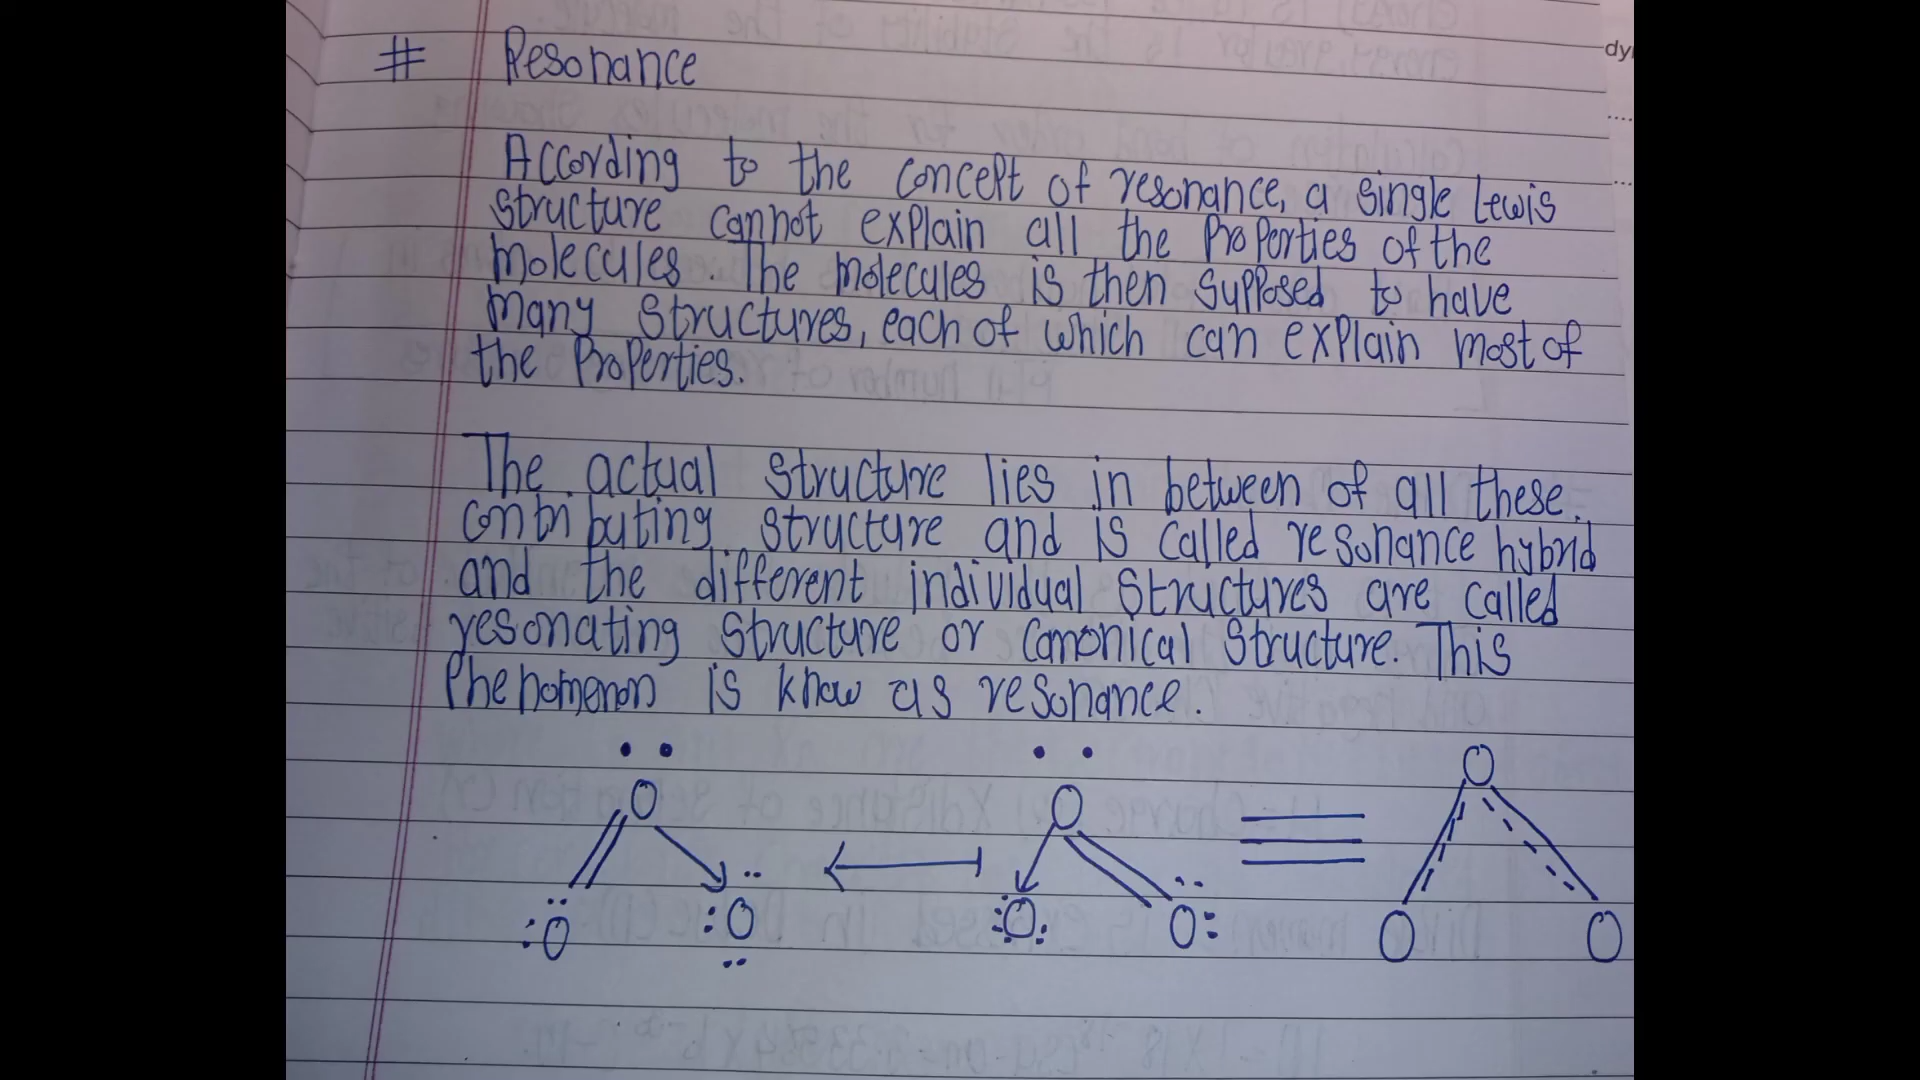 # Resonance
According to the concept of resonance, a single Lewis
structure cannot explain all the properties of the
molecules. The molecules is then supposed to have
many structures, each of which can explain most of
the properties.
The actual structure lies in between of all these
contributing structure and is called resonance hybrid
and the different individual structures are called
resonating structure or canonical structure. This
phenomenon is know as resonance.
O O O
O O O O O O
dy